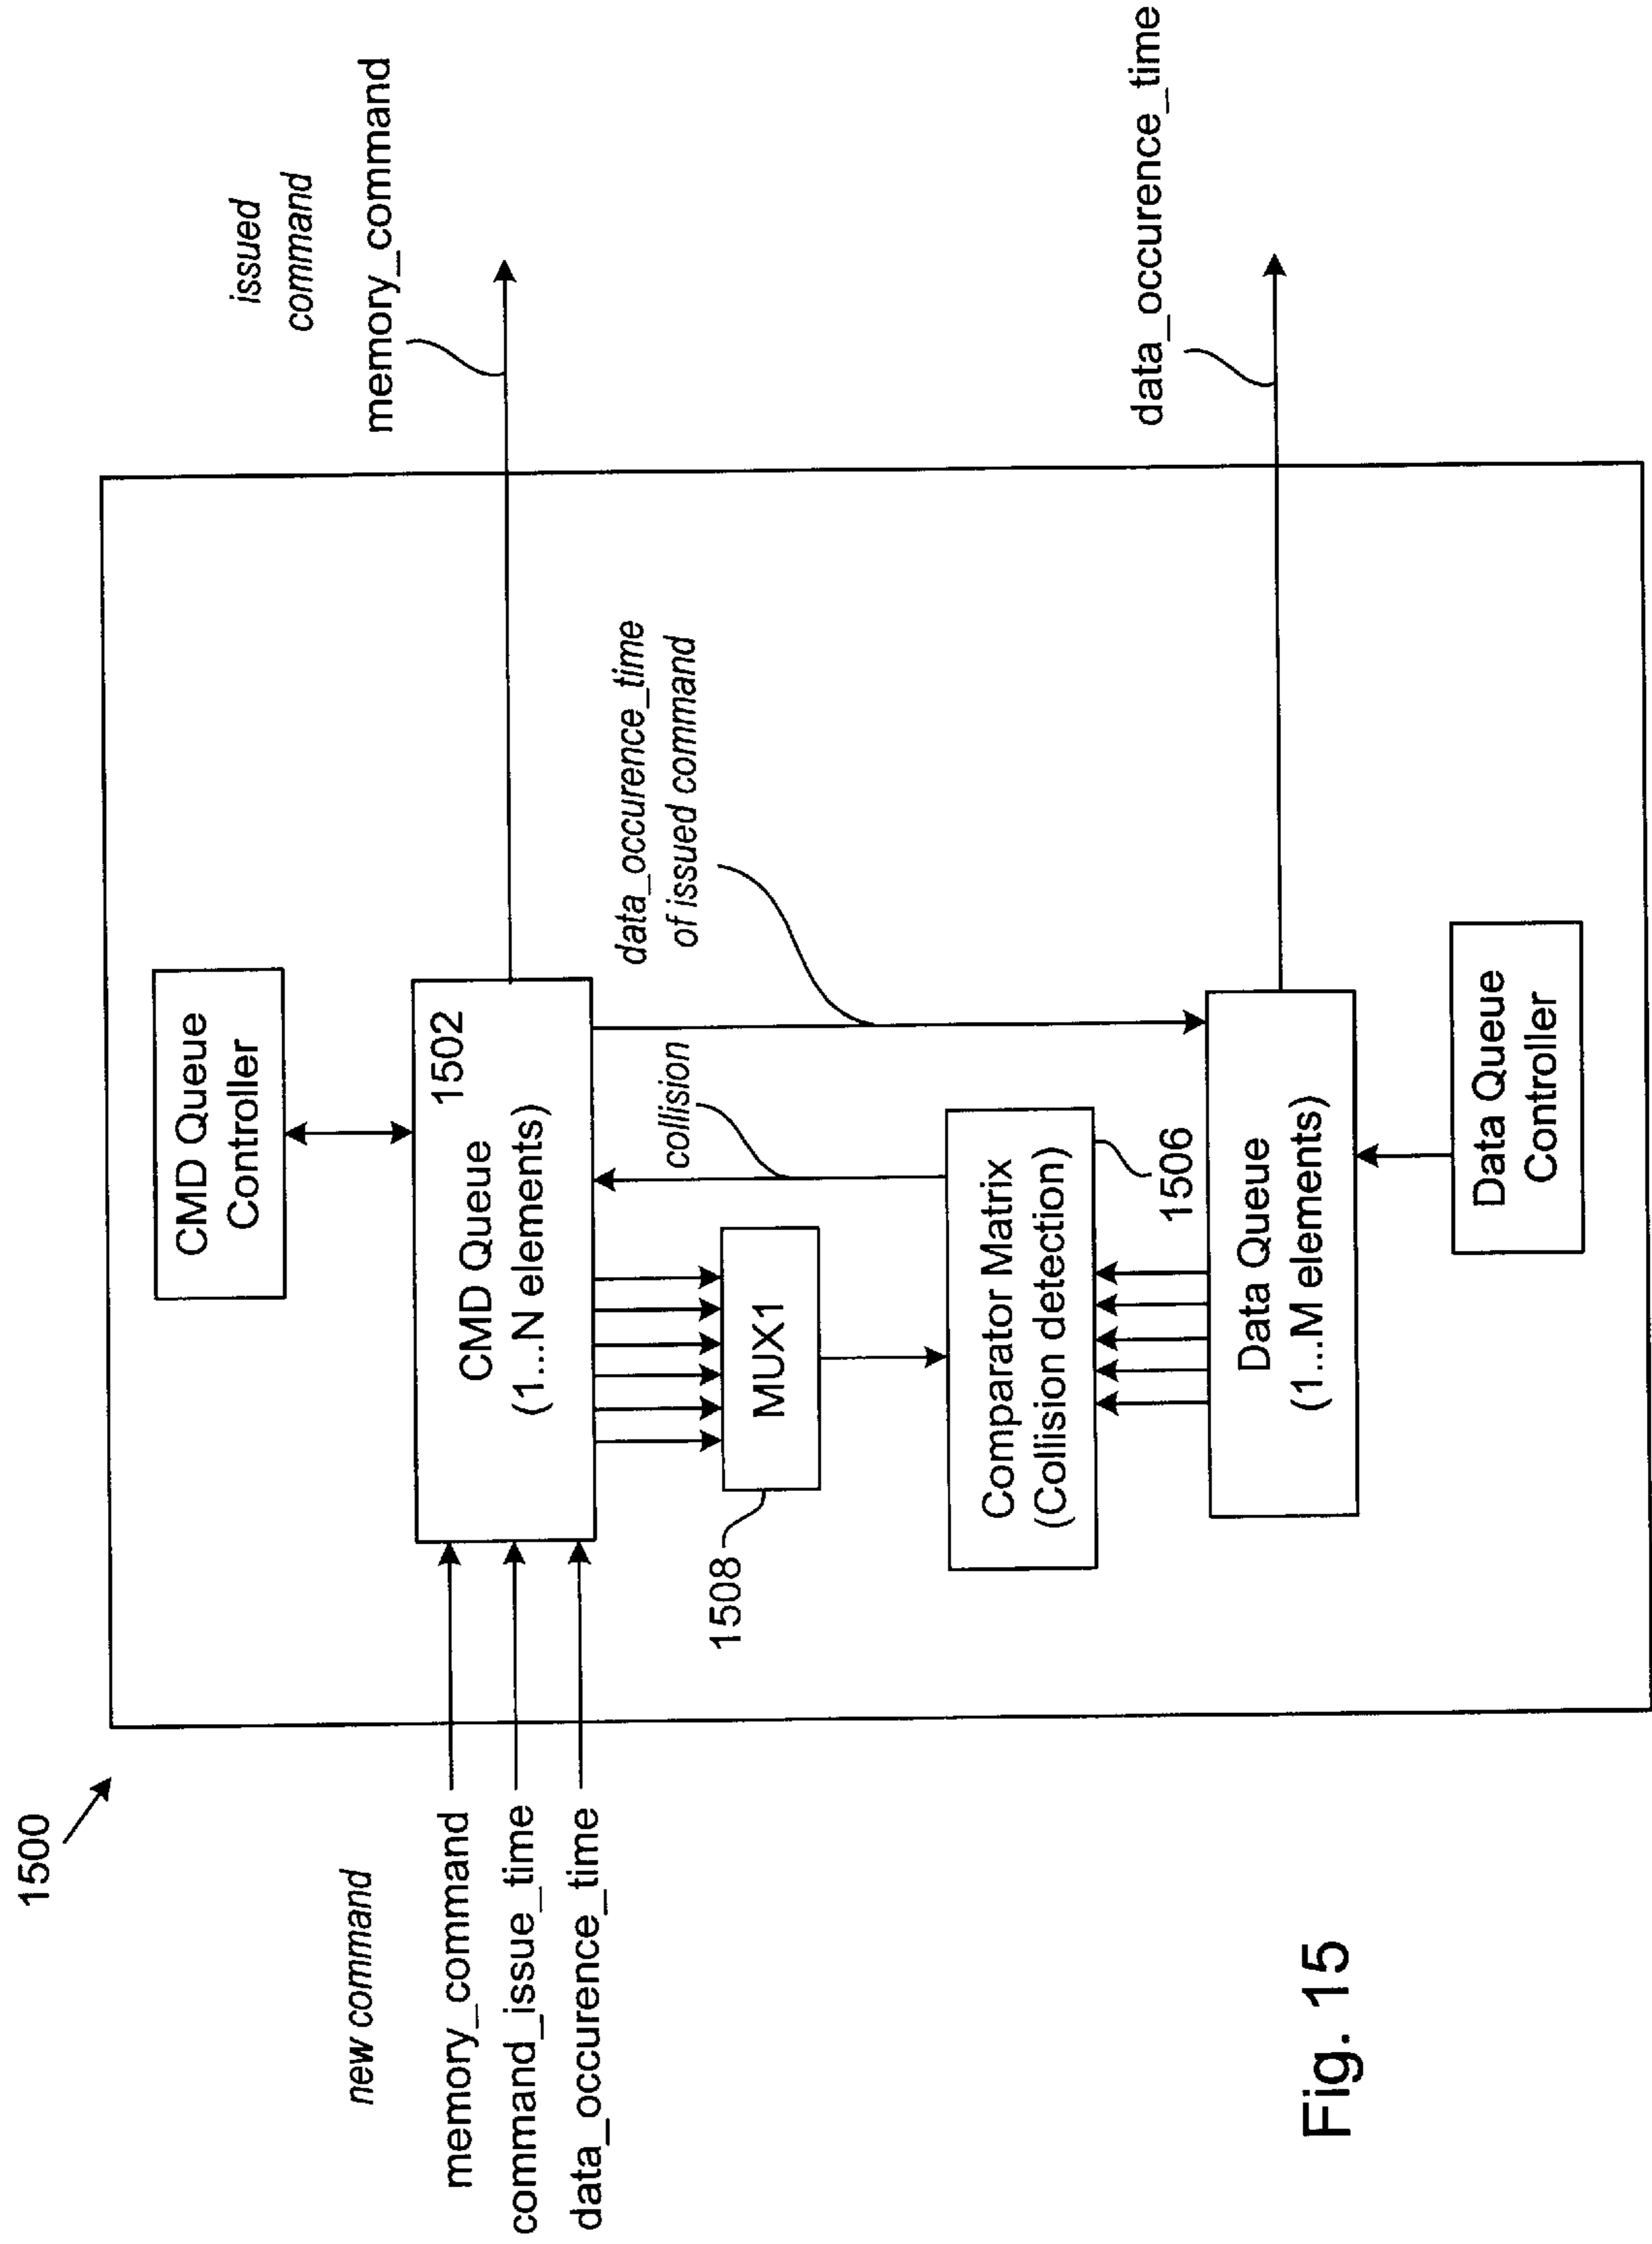 1500
new command
memory_command
command_issue_time
data_occurence_time
CMD Queue
Controller
1502
CMD Queue
(1...N elements)
issued
command
memory_command
1508
MUX1
collision
data_occurence_time
of issued command
Comparator Matrix
(Collision detection)
1506
Data Queue
(1...M elements)
data_occurence_time
Data Queue
Controller
Fig. 15